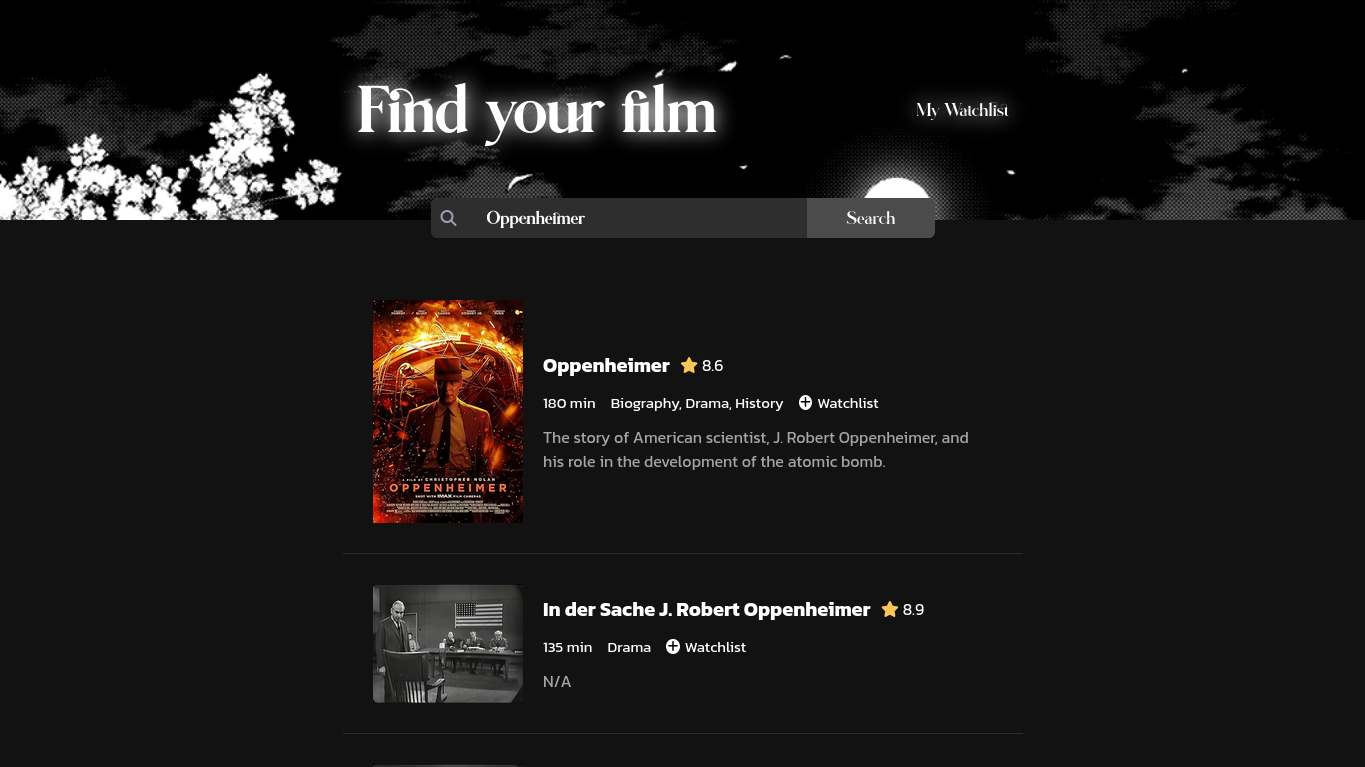 Find your film
My Watchlist
Oppenheimer
Search
A FILM BY CHRISTOPHER NOLAN
OPPENHEIMER
SHOT WITH IMAX FILM CAMERAS
Oppenheimer 8.6
180 min Biography, Drama, History Watchlist
The story of American scientist, J. Robert Oppenheimer, and
his role in the development of the atomic bomb.
In der Sache J. Robert Oppenheimer 8.9
135 min Drama Watchlist
N/A